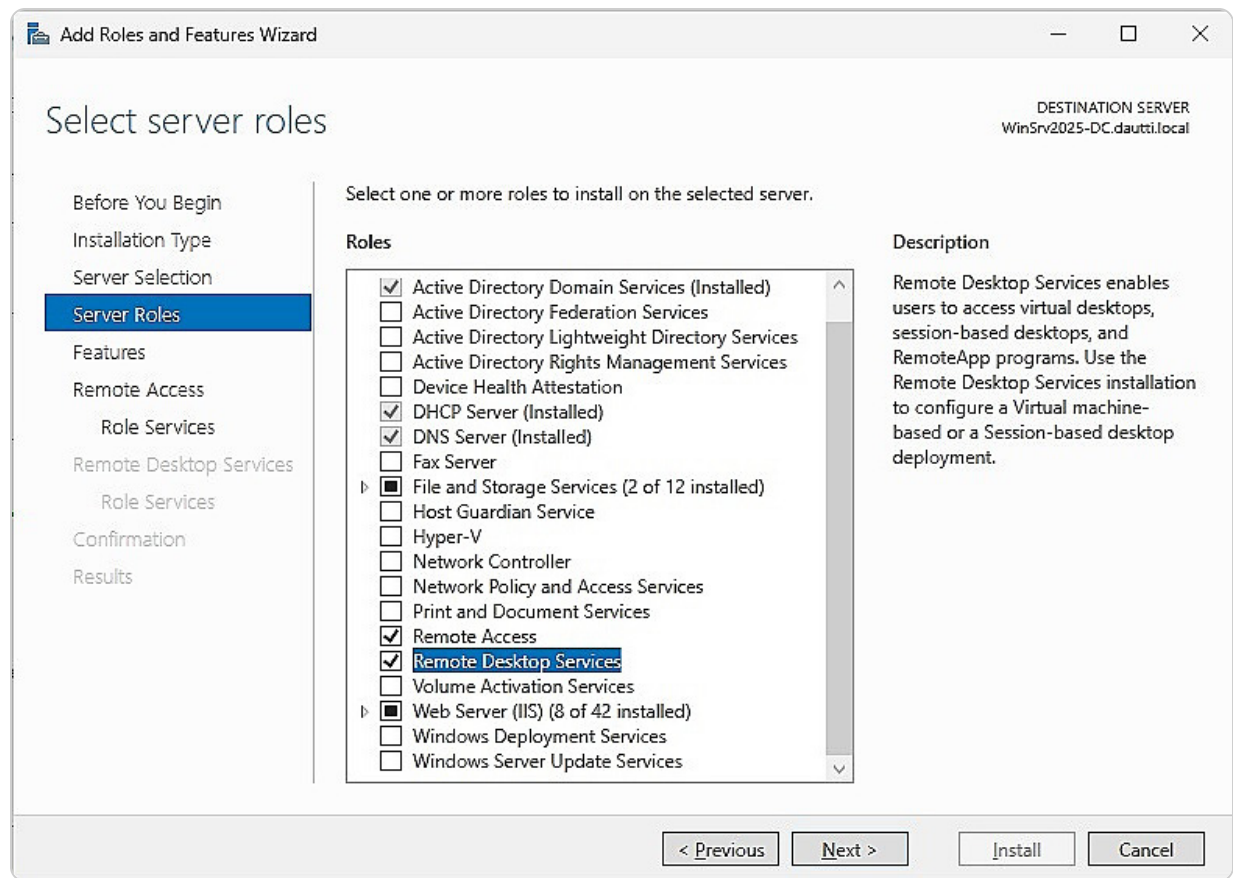 Add Roles and Features Wizard
Select server roles
DESTINATION SERVER
WinSrv2025-DC.dautti.local
Before You Begin
Installation Type
Server Selection
Server Roles
Features
Remote Access
Role Services
Remote Desktop Services
Role Services
Confirmation
Results
Select one or more roles to install on the selected server.
Roles
Active Directory Domain Services (Installed)
Active Directory Federation Services
Active Directory Lightweight Directory Services
Active Directory Rights Management Services
Device Health Attestation
DHCP Server (Installed)
DNS Server (Installed)
Fax Server
File and Storage Services (2 of 12 installed)
Host Guardian Service
Hyper-V
Network Controller
Network Policy and Access Services
Print and Document Services
Remote Access
Remote Desktop Services
Volume Activation Services
Web Server (IIS) (8 of 42 installed)
Windows Deployment Services
Windows Server Update Services
Description
Remote Desktop Services enables
users to access virtual desktops,
session-based desktops, and
RemoteApp programs. Use the
Remote Desktop Services installation
to configure a Virtual machine-
based or a Session-based desktop
deployment.
< Previous
Next >
Install
Cancel